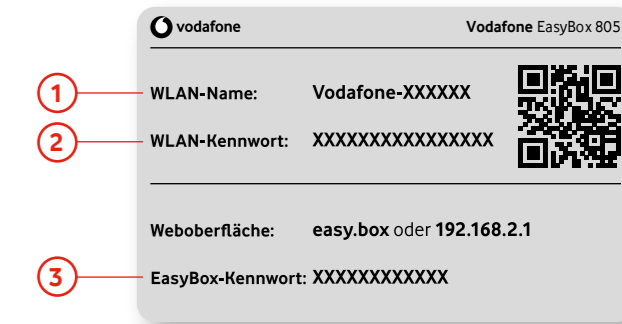 vodafone Vodafone EasyBox 805
1 WLAN-Name: Vodafone-XXXXXX
2 WLAN-Kennwort: XXXXXXXXXXXXXXXX
Weboberfläche: easy.box oder 192.168.2.1
3 EasyBox-Kennwort: XXXXXXXXXXXX